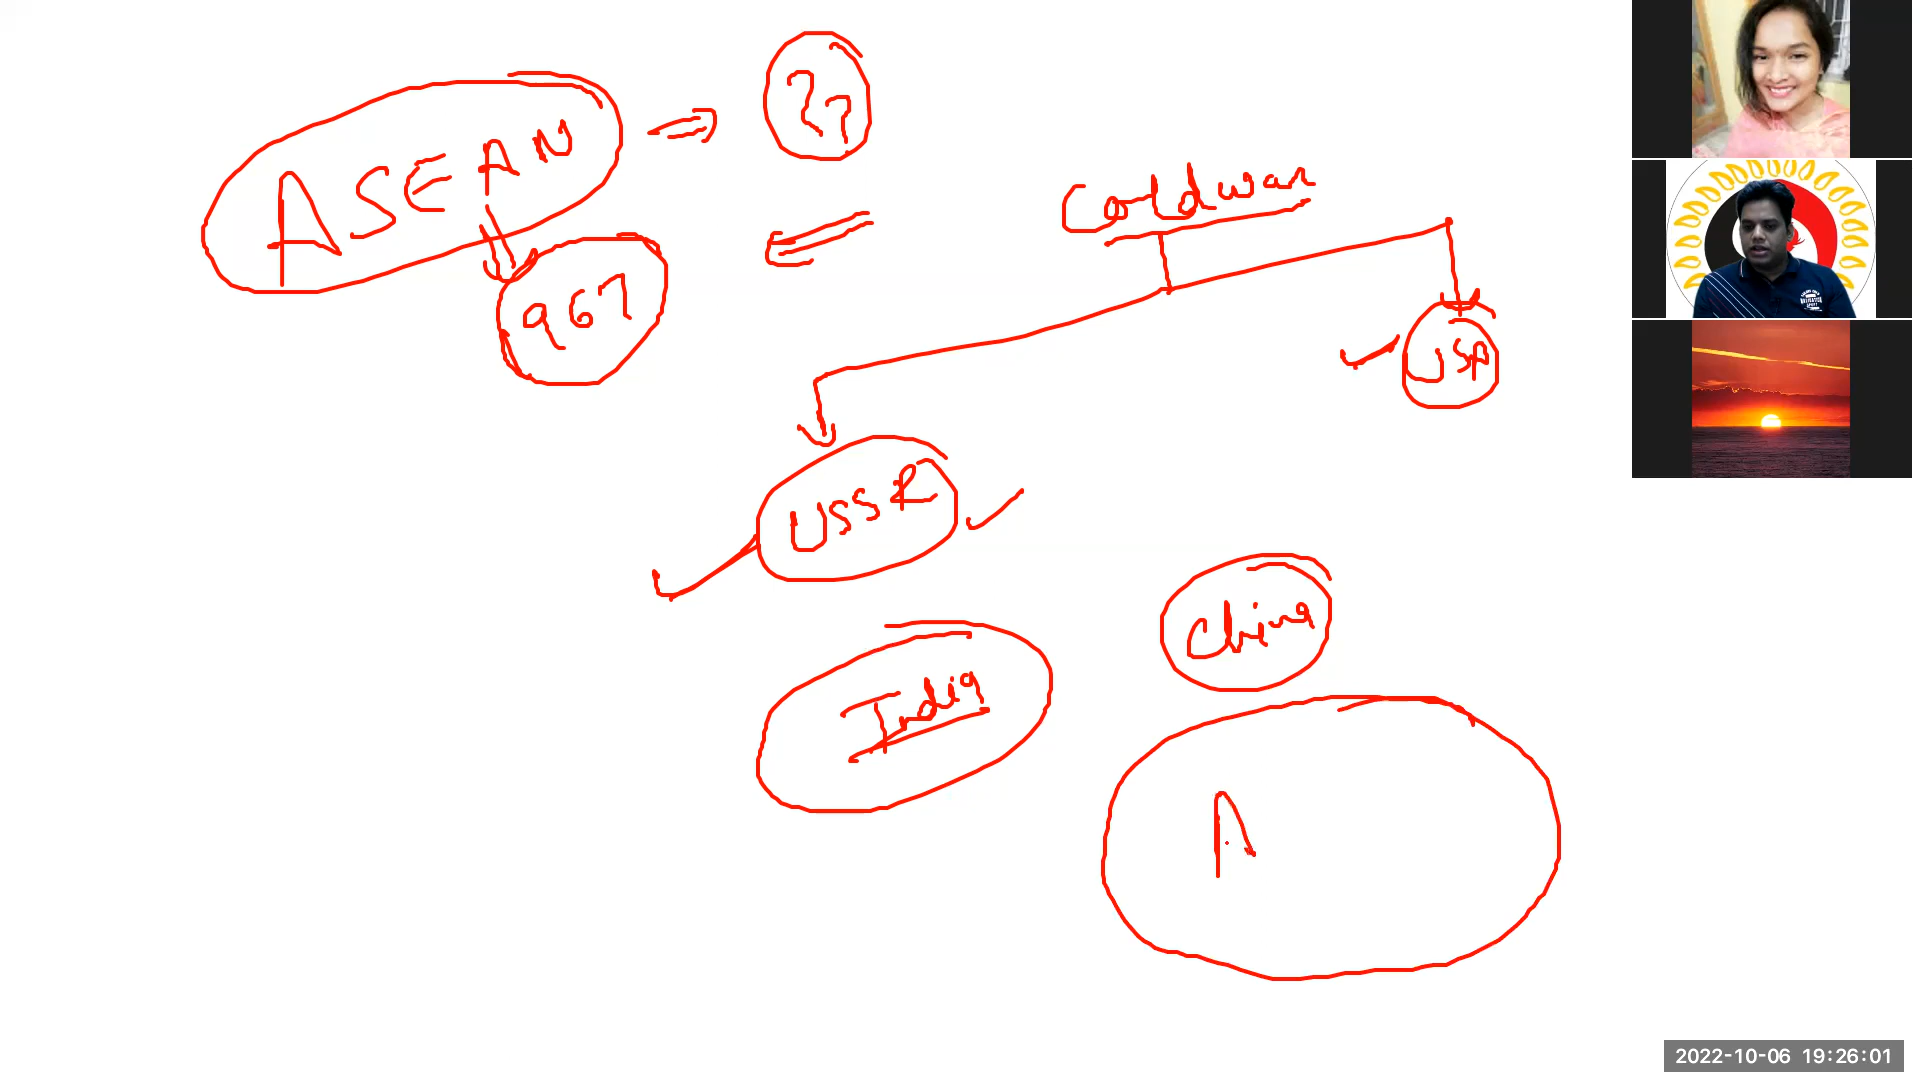 ASEAN
??
967
Coldwar
USA
USSR
China
India
A
2022-10-06 19:26:01